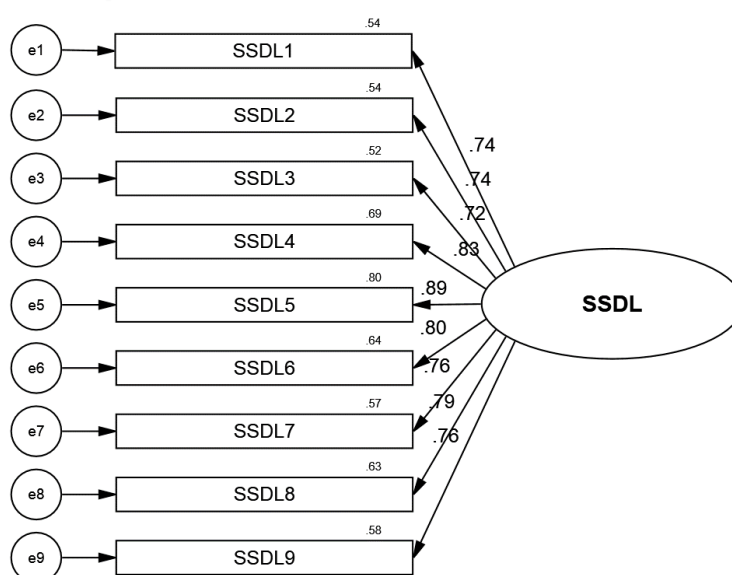 .54
e1 SSDL1
.54
e2 SSDL2
.74
.52
e3 SSDL3
.74
.72
.69
e4 SSDL4
.83
.80
.89
e5 SSDL5 SSDL
.80
.64
e6 SSDL6
.76
.57
.79
e7 SSDL7
.76
.63
e8 SSDL8
.58
e9 SSDL9